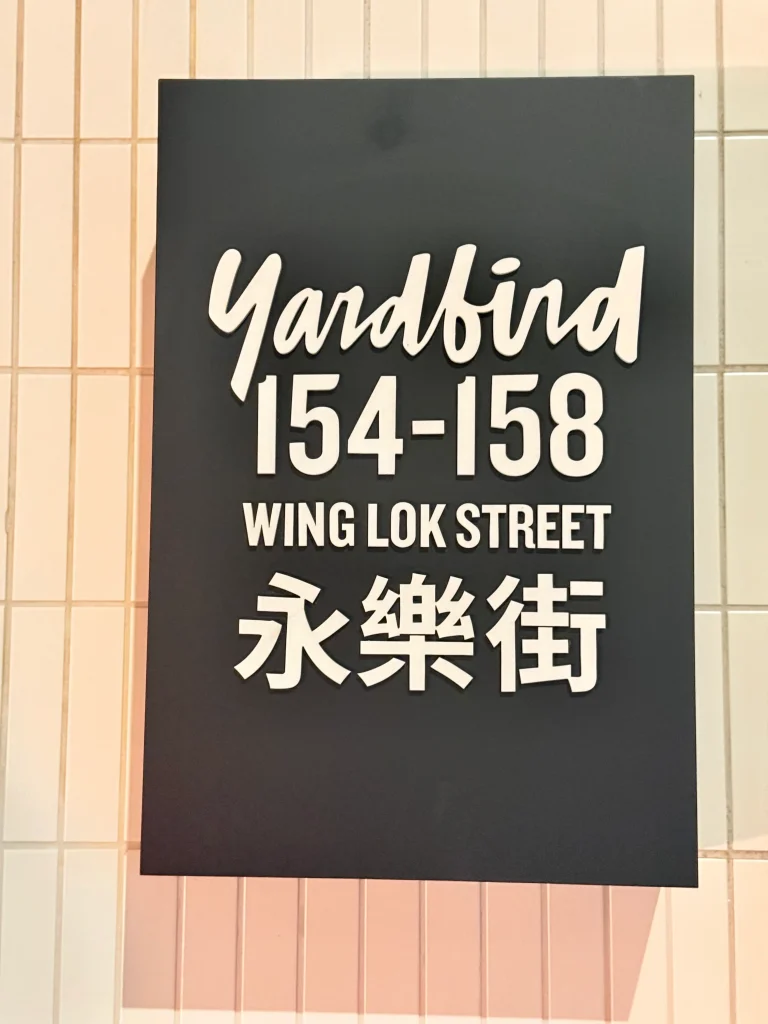 Yardbird
154-158
WING LOK STREET
永樂街